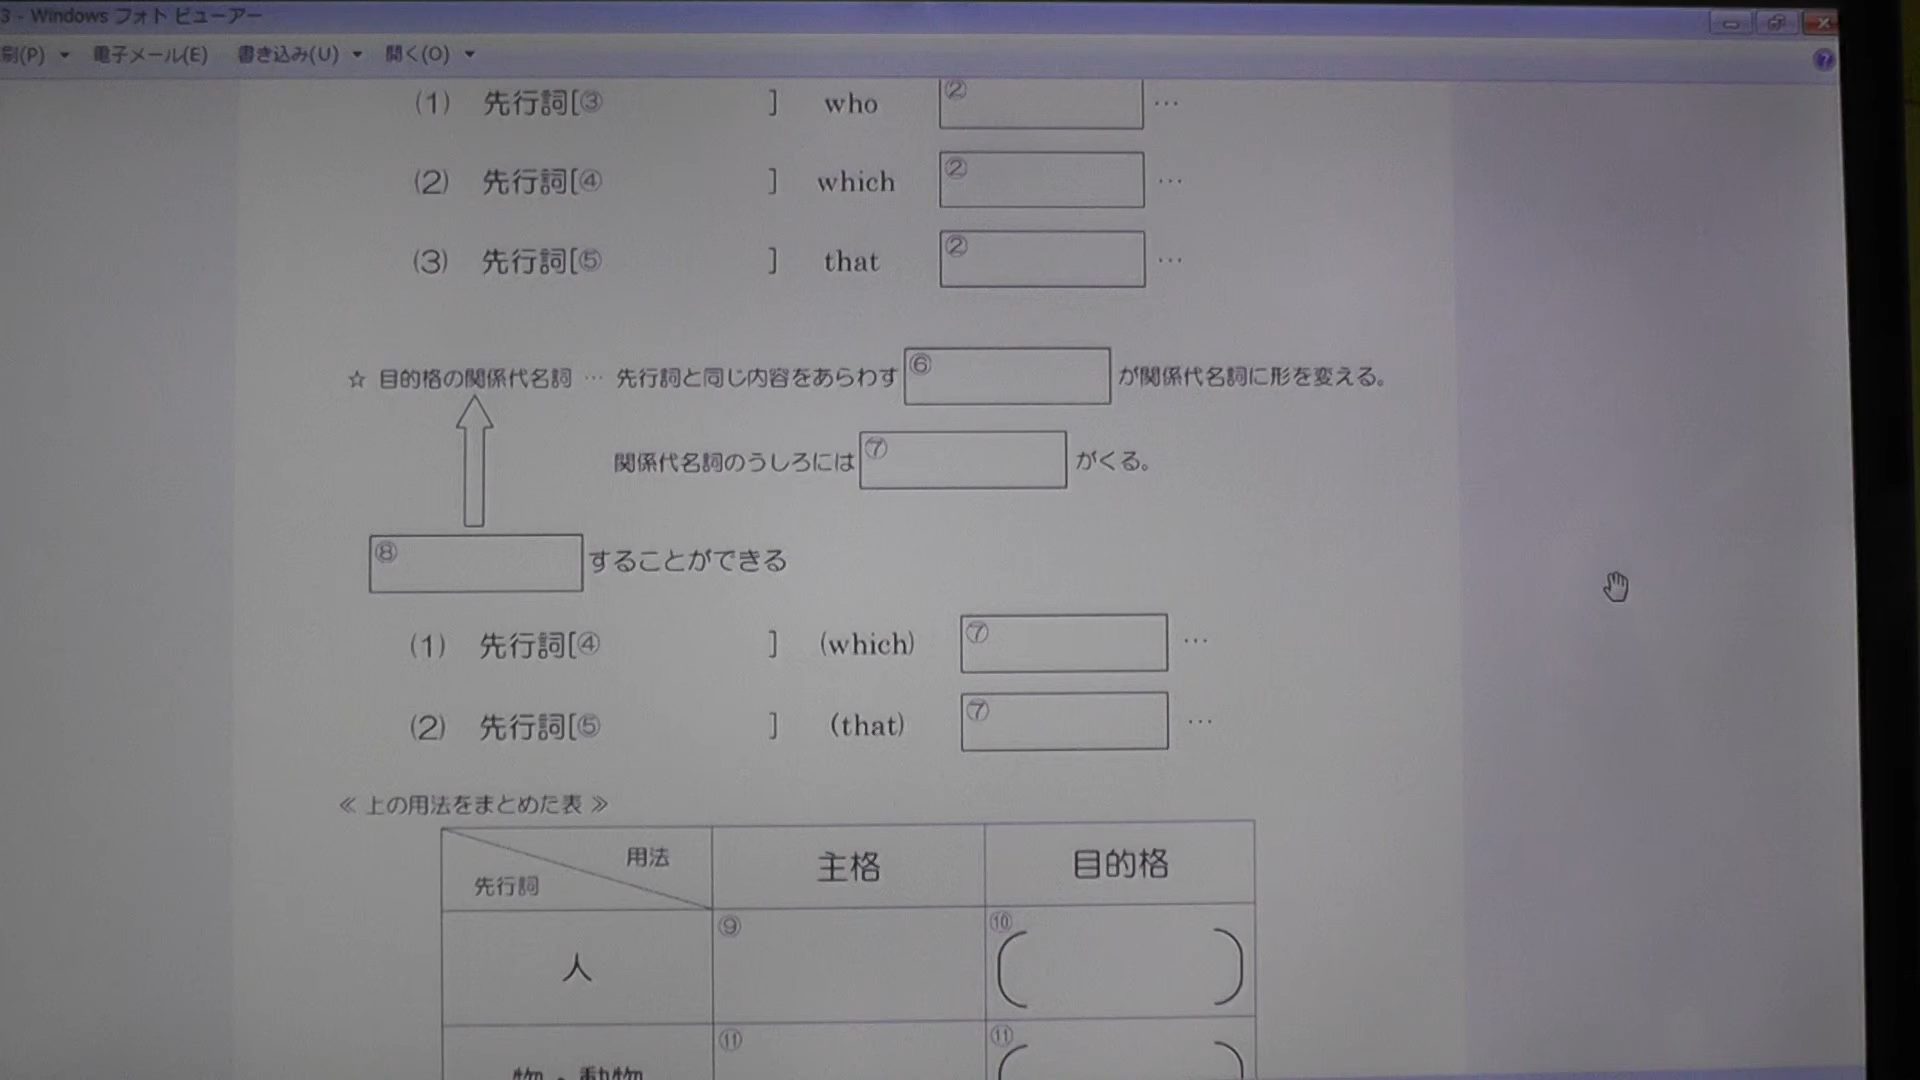 3 - Windows フォト ビューアー
刷(P) 電子メール(E) 書き込み(U) 開く(O)
(1) 先行詞[③ ] who ② …
(2) 先行詞[④ ] which ② …
(3) 先行詞[⑤ ] that ② …
☆ 目的格の関係代名詞 … 先行詞と同じ内容をあらわす ⑥ が関係代名詞に形を変える。
関係代名詞のうしろには ⑦ がくる。
⑧ することができる
(1) 先行詞[④ ] (which) ⑦ …
(2) 先行詞[⑤ ] (that) ⑦ …
≪ 上の用法をまとめた表 ≫
用法
先行詞
主格 目的格
人 ⑨ ⑩ ( )
物・動物 ⑪ ⑪ ( )